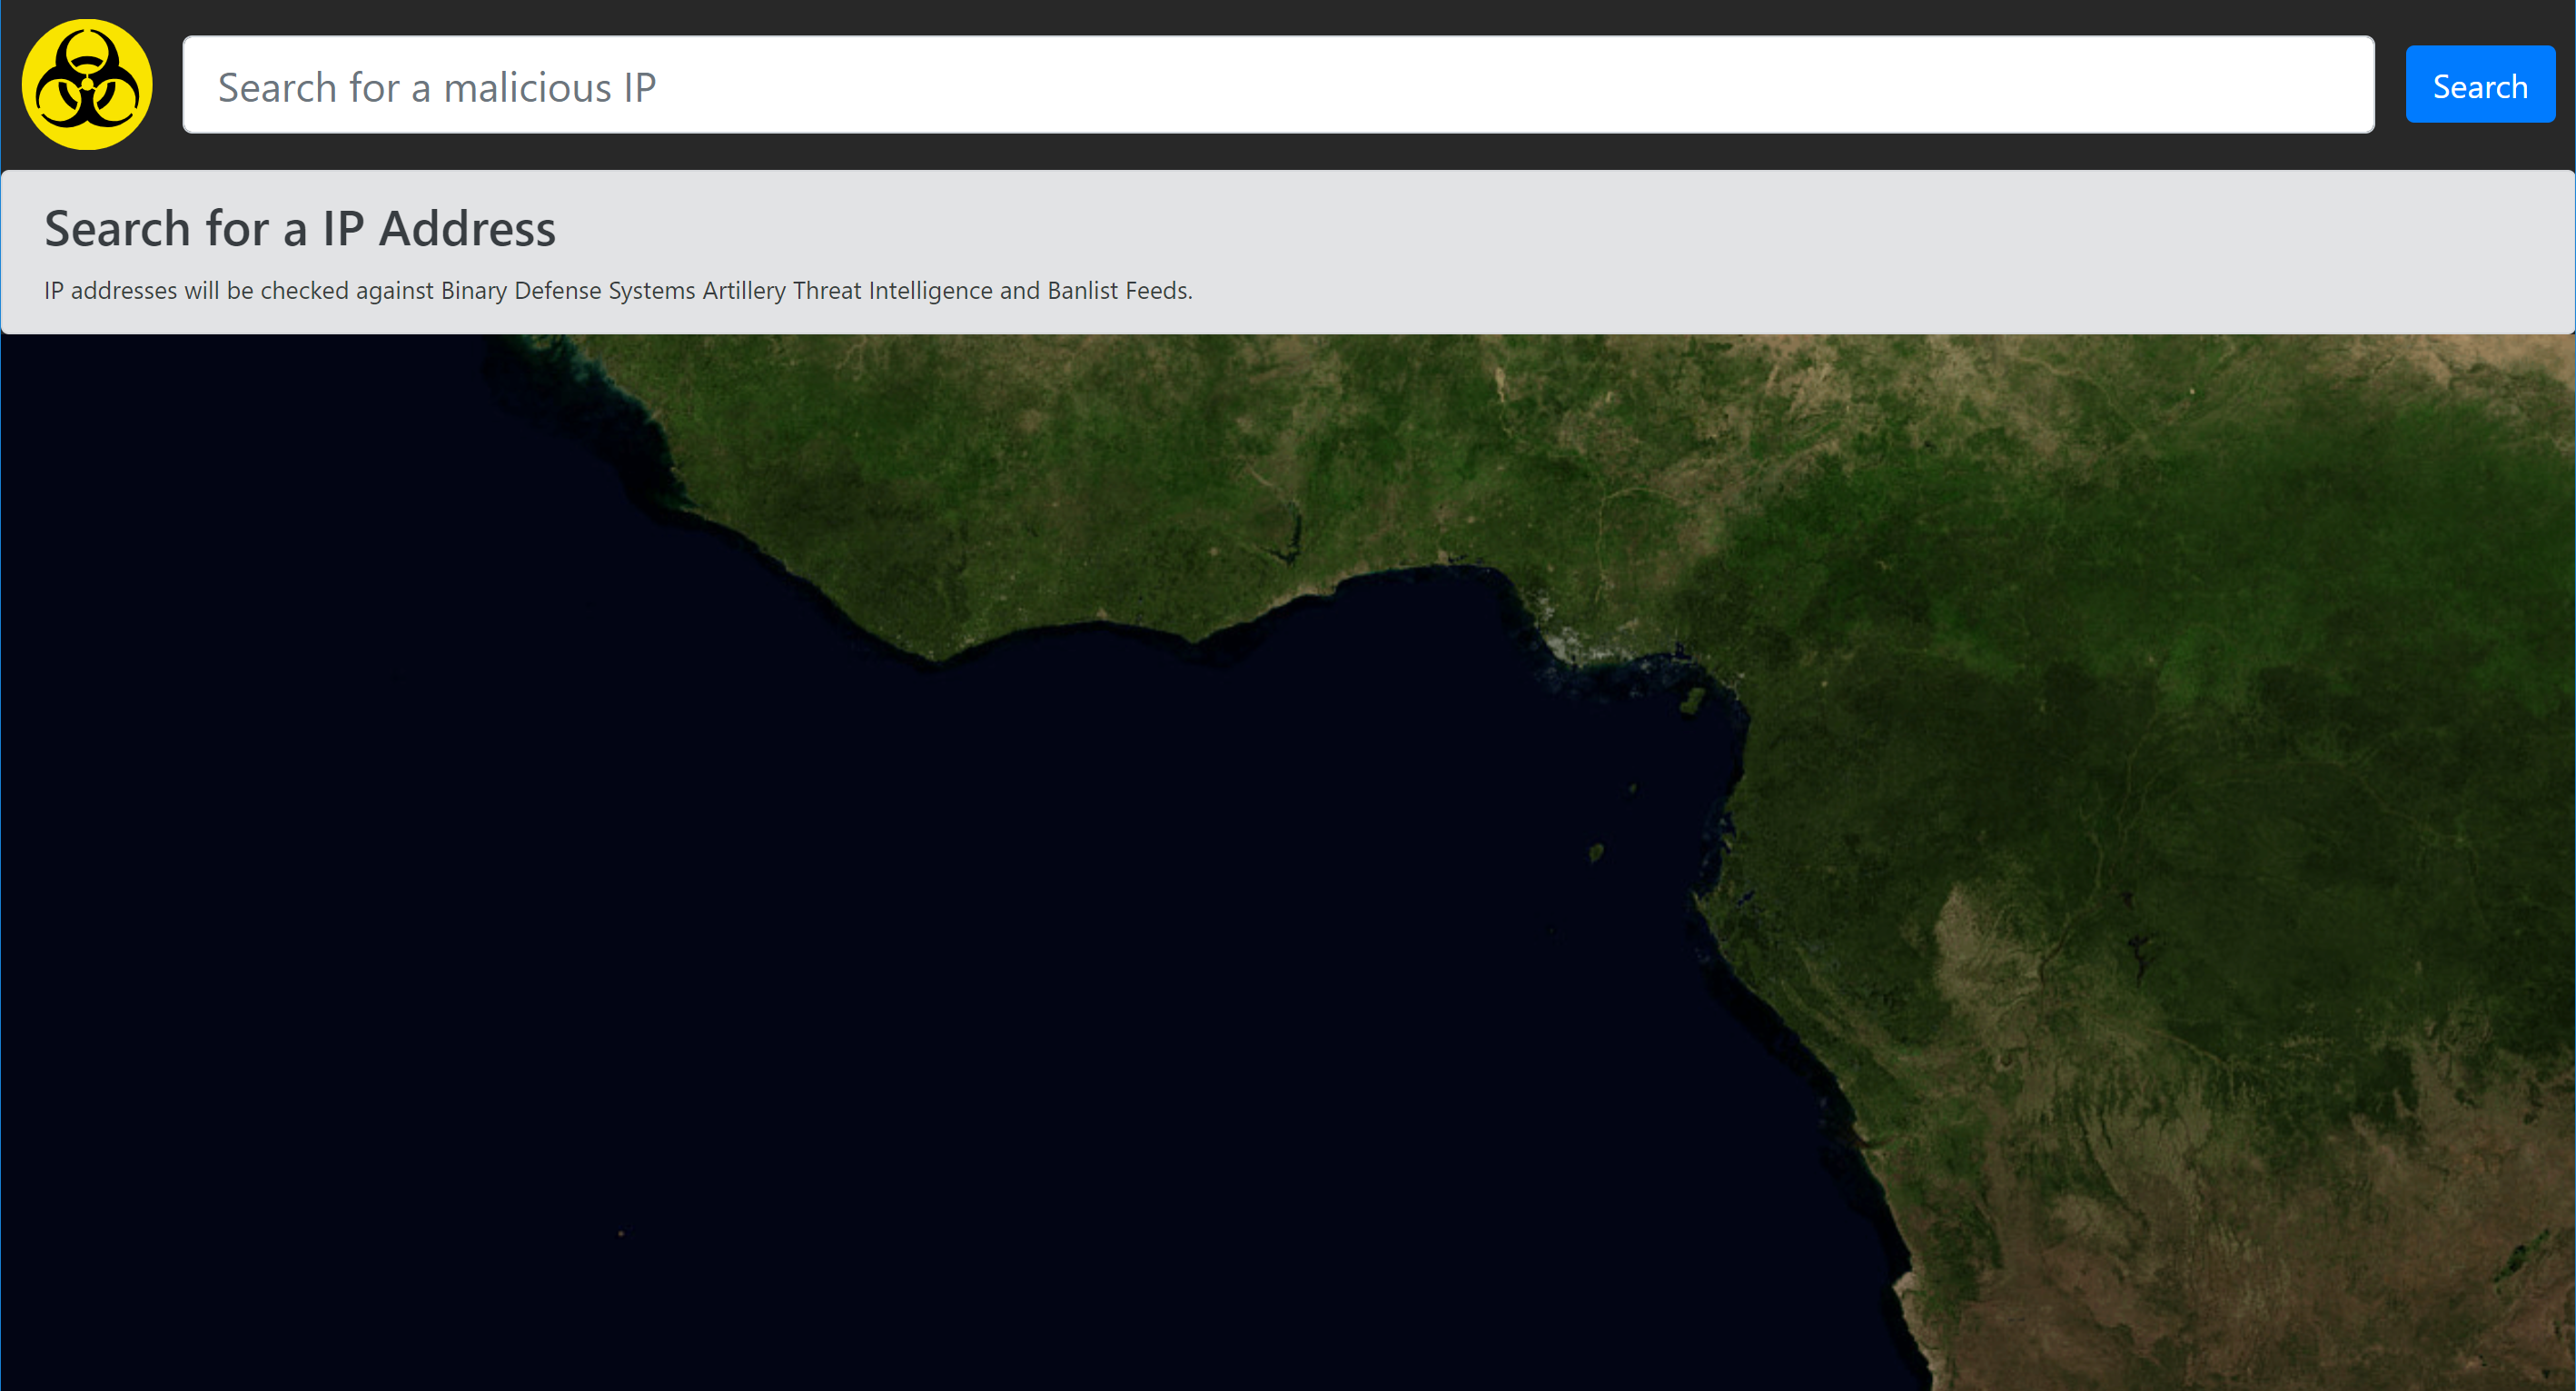 Search for a malicious IP
Search
Search for a IP Address
IP addresses will be checked against Binary Defense Systems Artillery Threat Intelligence and Banlist Feeds.